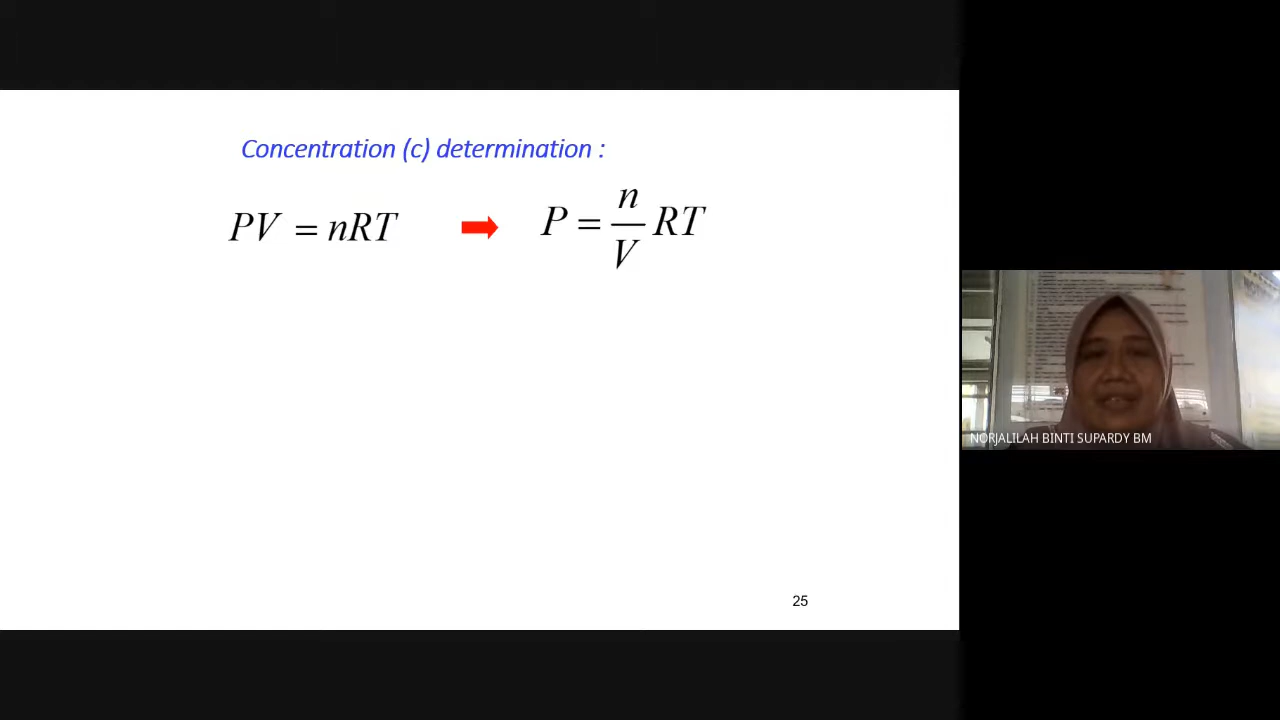 Concentration (c) determination :
PV = nRT ➡ P = n/V RT
25
NORJALILAH BINTI SUPARDY BM